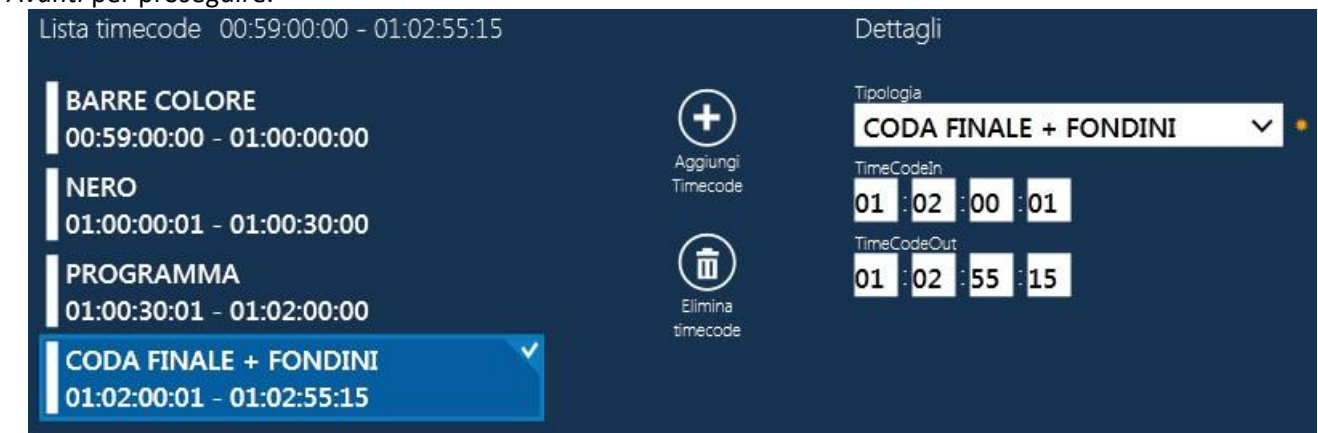 Avanti per proseguire.
Lista timecode 00:59:00:00 - 01:02:55:15
BARRE COLORE
00:59:00:00 - 01:00:00:00
NERO
01:00:00:01 - 01:00:30:00
PROGRAMMA
01:00:30:01 - 01:02:00:00
CODA FINALE + FONDINI
01:02:00:01 - 01:02:55:15
Aggiungi
Timecode
Elimina
timecode
Dettagli
Tipologia
CODA FINALE + FONDINI
TimeCodeIn
01 : 02 : 00 : 01
TimeCodeOut
01 : 02 : 55 : 15